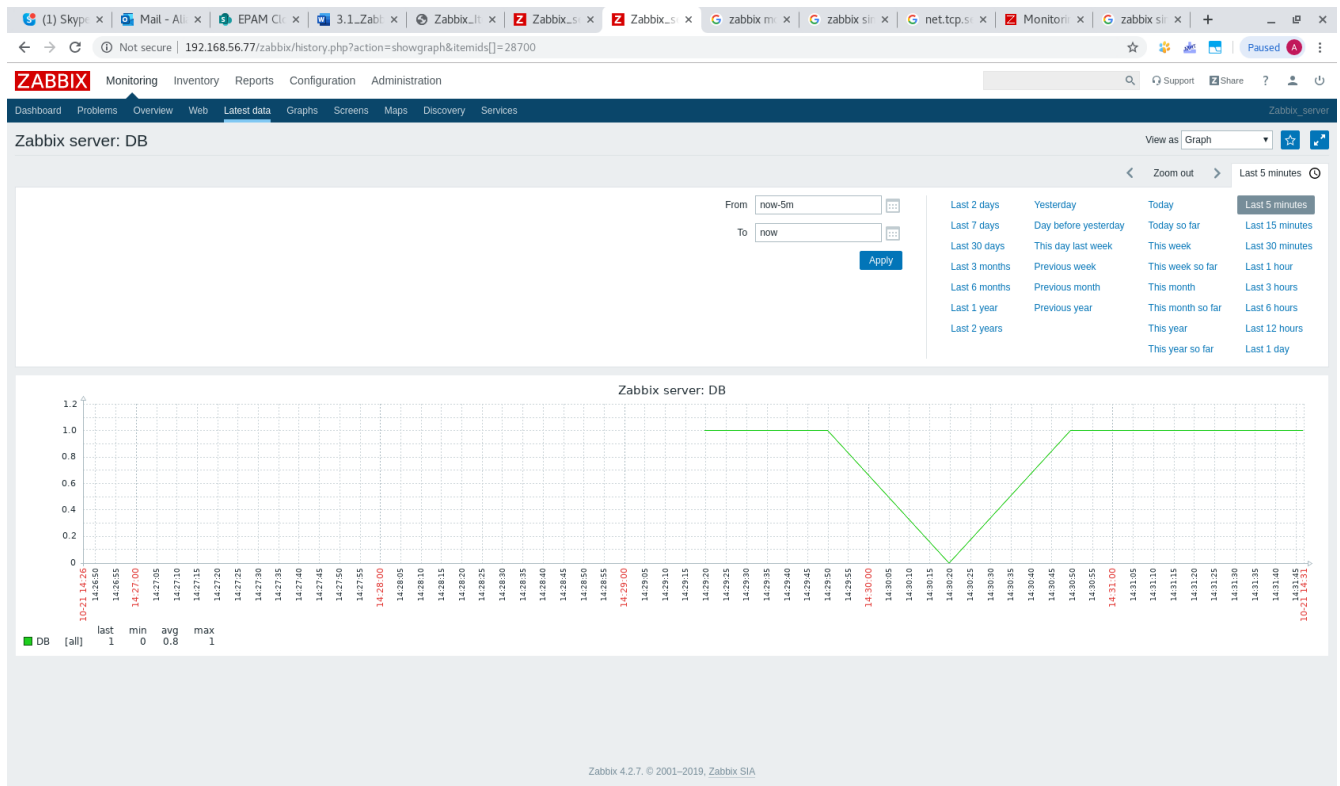 (1) Skype Mail - Ali EPAM Clo 3.1_Zabb Zabbix_It Zabbix_se Zabbix_se zabbix mo zabbix sim net.tcp.se Monitorin zabbix sim
Not secure 192.168.56.77/zabbix/history.php?action=showgraph&itemids[]=28700 Paused A
ZABBIX Monitoring Inventory Reports Configuration Administration Support Z Share ?
Dashboard Problems Overview Web Latest data Graphs Screens Maps Discovery Services Zabbix_server
Zabbix server: DB View as Graph
Zoom out Last 5 minutes
From now-5m Last 2 days Yesterday Today Last 5 minutes
Last 7 days Day before yesterday Today so far Last 15 minutes
To now
Last 30 days This day last week This week Last 30 minutes
Apply Last 3 months Previous week This week so far Last 1 hour
Last 6 months Previous month This month Last 3 hours
Last 1 year Previous year This month so far Last 6 hours
Last 2 years This year Last 12 hours
This year so far Last 1 day
Zabbix server: DB
1.2
1.0
0.8
0.6
0.4
0.2
0
10-21 14:26 14:26:50 14:26:55 14:27:00 14:27:05 14:27:10 14:27:15 14:27:20 14:27:25 14:27:30 14:27:35 14:27:40 14:27:45 14:27:50 14:27:55 14:28:00 14:28:05 14:28:10 14:28:15 14:28:20 14:28:25 14:28:30 14:28:35 14:28:40 14:28:45 14:28:50 14:28:55 14:29:00 14:29:05 14:29:10 14:29:15 14:29:20 14:29:25 14:29:30 14:29:35 14:29:40 14:29:45 14:29:50 14:29:55 14:30:00 14:30:05 14:30:10 14:30:15 14:30:20 14:30:25 14:30:30 14:30:35 14:30:40 14:30:45 14:30:50 14:30:55 14:31:00 14:31:05 14:31:10 14:31:15 14:31:20 14:31:25 14:31:30 14:31:35 14:31:40 14:31:45 10-21 14:31
last min avg max
DB [all] 1 0 0.8 1
Zabbix 4.2.7. © 2001–2019, Zabbix SIA